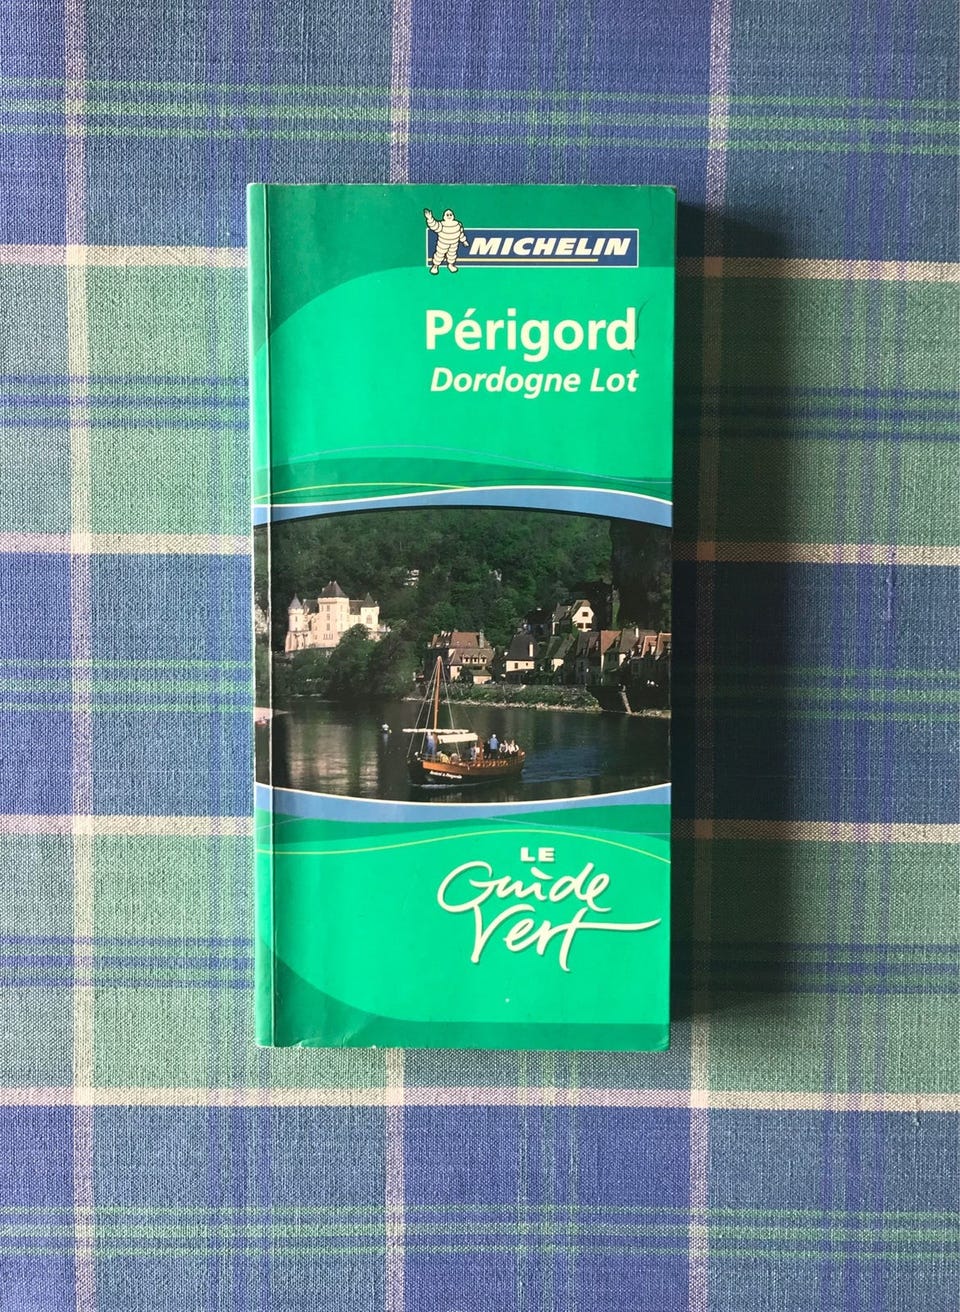 MICHELIN
Périgord
Dordogne Lot
LE
Guide
Vert